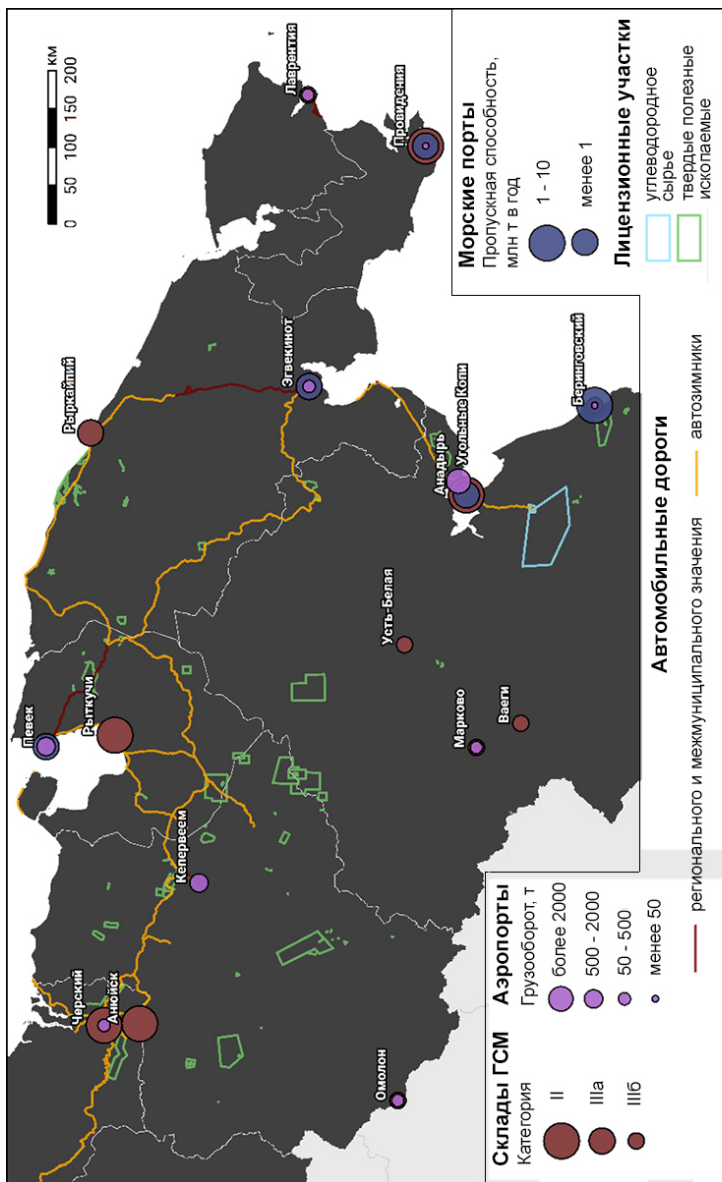 0 50 100 150 200 км
Певек
Рыркайпий
Лаврентия
Рыткучи
Эгвекинот
Провидения
Черский
Анюйск
Кепервеем
Анадырь
Угольные Копи
Усть-Белая
Омолон
Марково
Ваеги
Беринговский
Склады ГСМ
Категория
II
IIIа
IIIб
Аэропорты
Грузооборот, т
более 2000
500 - 2000
50 - 500
менее 50
Морские порты
Пропускная способность,
млн т в год
1 - 10
менее 1
Лицензионные участки
углеводородное
сырье
твердые полезные
ископаемые
Автомобильные дороги
регионального и межмуниципального значения
автозимники